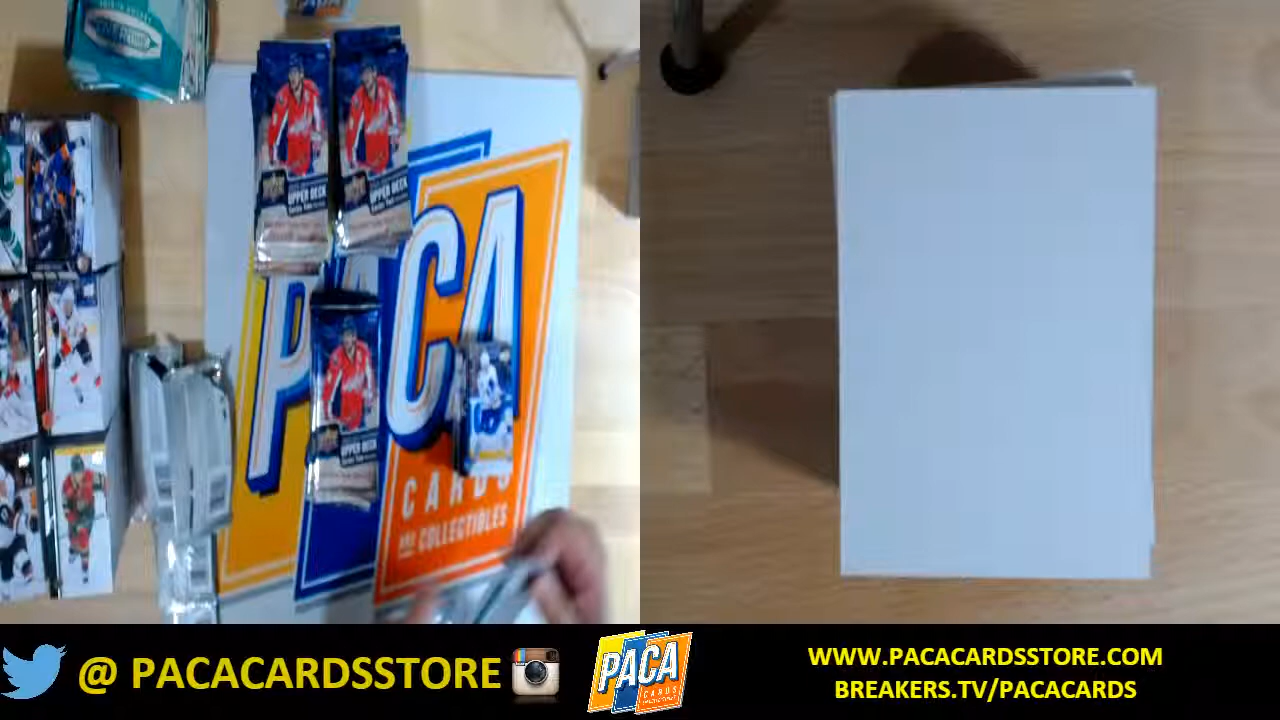 UPPER DECK
UPPER DECK
PACA
UPPER DECK
CARDS
AND COLLECTIBLES
@ PACACARDSSTORE
PACA
CARDS
WWW.PACACARDSSTORE.COM
BREAKERS.TV/PACACARDS